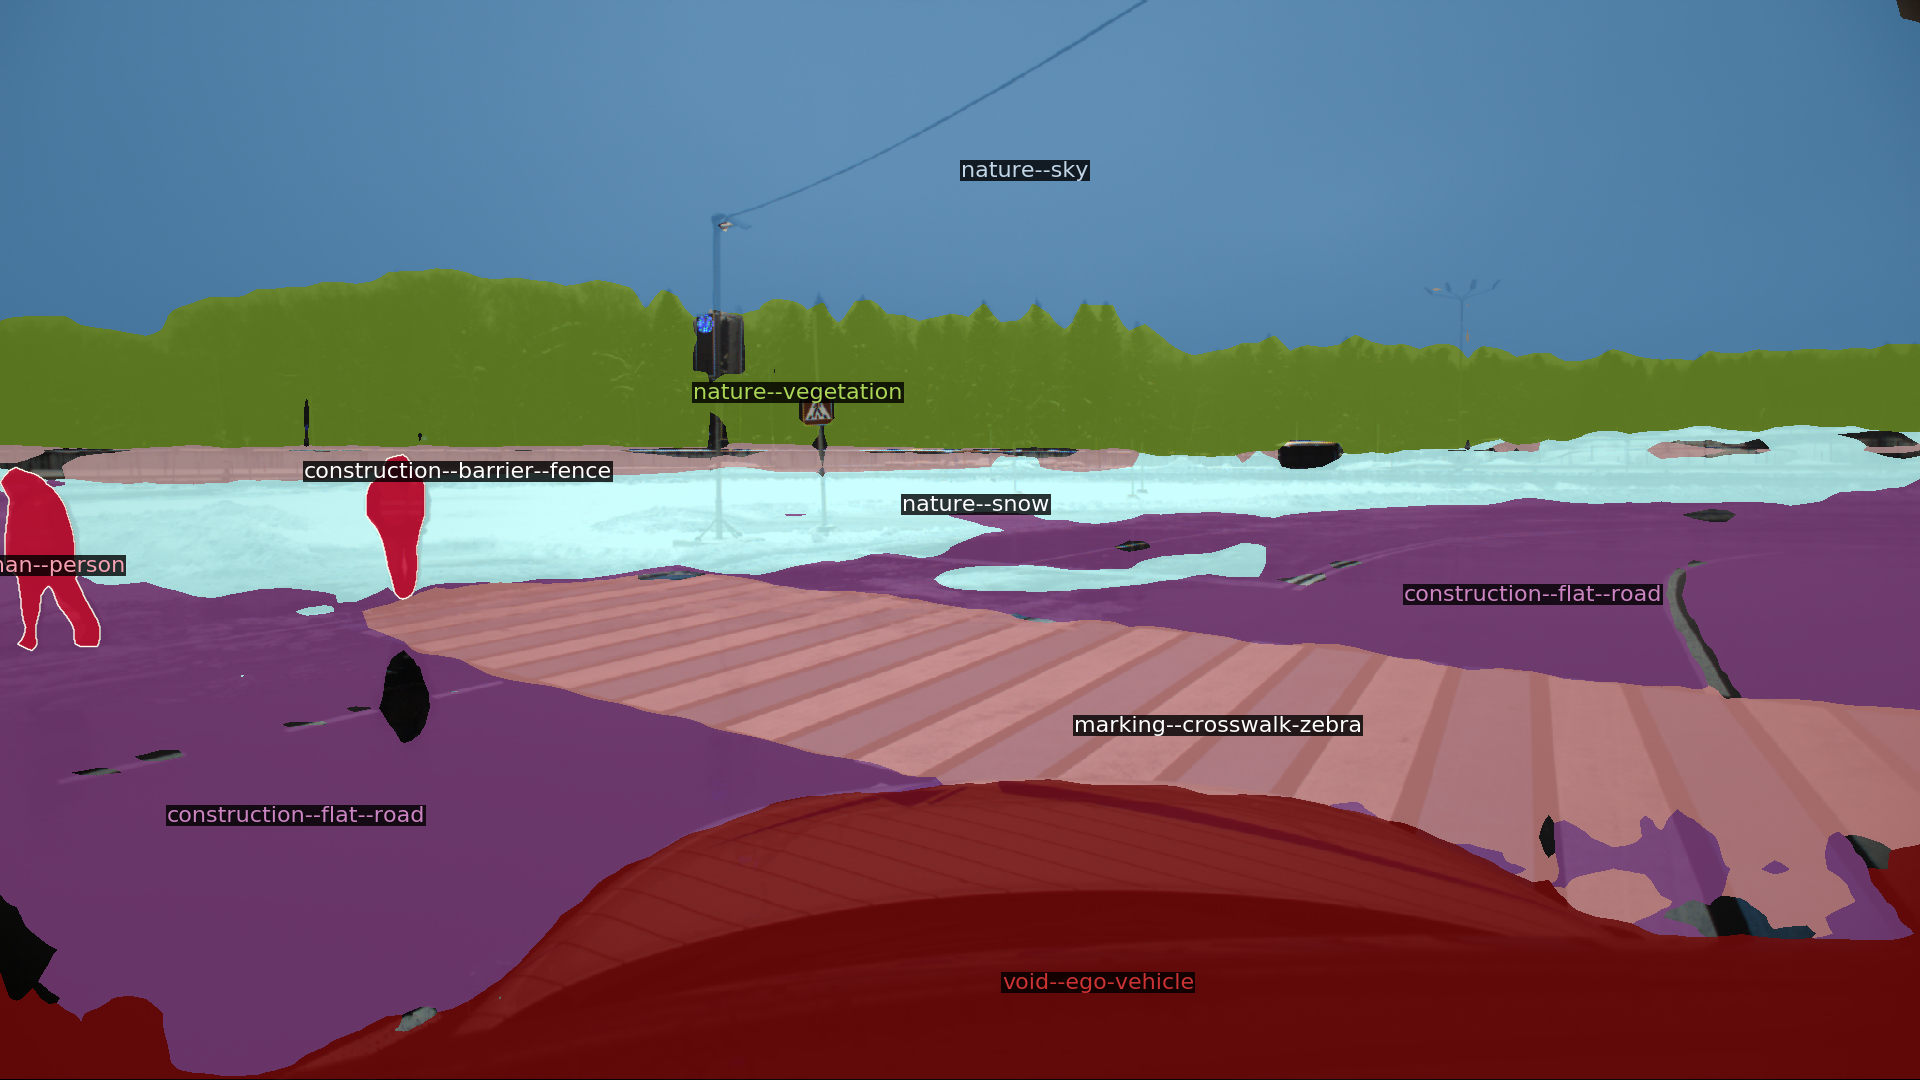 nature--sky
nature--vegetation
construction--barrier--fence
nature--snow
nan--person
construction--flat--road
marking--crosswalk-zebra
construction--flat--road
void--ego-vehicle